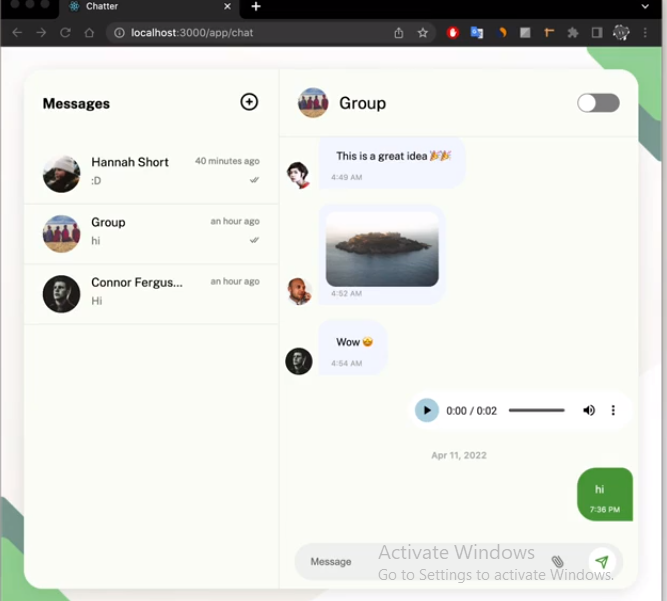 Chatter
localhost:3000/app/chat
Messages
Group
Hannah Short
40 minutes ago
:D
Group
an hour ago
hi
Connor Fergus...
an hour ago
Hi
This is a great idea 🎉🎉
4:49 AM
4:52 AM
Wow 🤩
4:54 AM
0:00 / 0:02
Apr 11, 2022
hi
7:36 PM
Message
Activate Windows
Go to Settings to activate Windows.